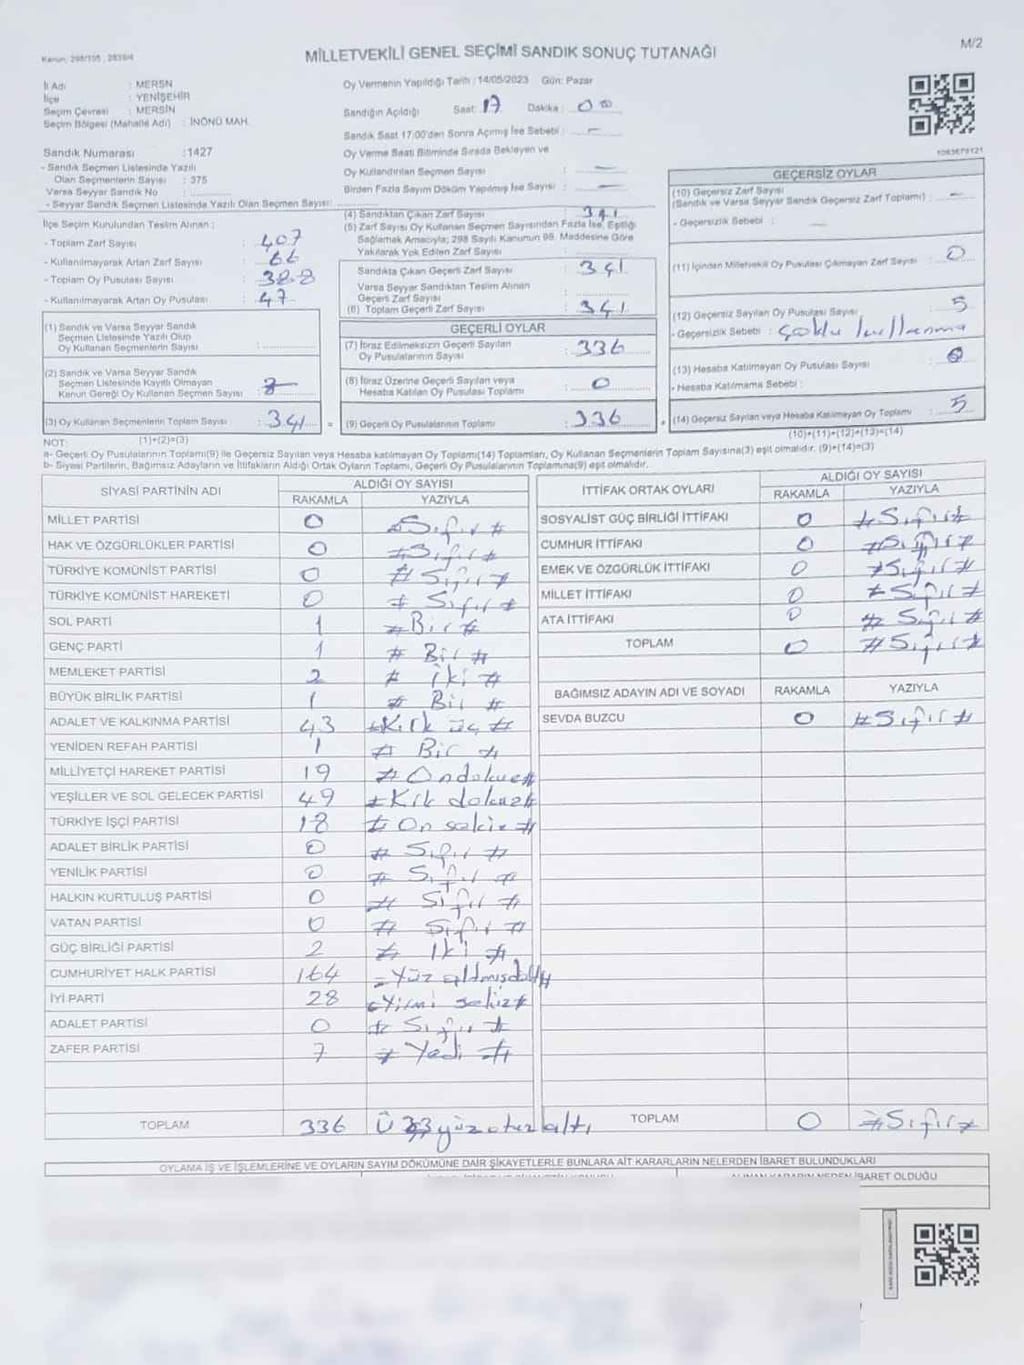 Kanun: 298/105, 2839/4
MİLLETVEKİLİ GENEL SEÇİMİ SANDIK SONUÇ TUTANAĞI
M/2
İl Adı : MERSİN
İlçe : YENİŞEHİR
Seçim Çevresi : MERSİN
Seçim Bölgesi (Mahalle Adı) : İNÖNÜ MAH.
Sandık Numarası :1427
- Sandık Seçmen Listesinde Yazılı
Olan Seçmenlerin Sayısı : 375
Varsa Seyyar Sandık No :
- Seyyar Sandık Seçmen Listesinde Yazılı Olan Seçmen Sayısı:
Oy Vermenin Yapıldığı Tarih : 14/05/2023 Gün: Pazar
Sandığın Açıldığı Saat: 17 Dakika : 00
Sandık Saat 17:00'den Sonra Açılmış İse Sebebi : -
Oy Verme Saati Bitiminde Sırada Bekleyen ve
Oy Kullandırılan Seçmen Sayısı : -
Birden Fazla Sayım Döküm Yapılmış İse Sayısı : -
İlçe Seçim Kurulundan Teslim Alınan :
- Toplam Zarf Sayısı : 407
- Kullanılmayarak Artan Zarf Sayısı : 66
- Toplam Oy Pusulası Sayısı : 388
- Kullanılmayarak Artan Oy Pusulası : 47
(1) Sandık ve Varsa Seyyar Sandık
Seçmen Listesinde Yazılı Olup
Oy Kullanan Seçmenlerin Sayısı :
(2) Sandık ve Varsa Seyyar Sandık
Seçmen Listesinde Kayıtlı Olmayan
Kanun Gereği Oy Kullanan Seçmen Sayısı :
(3) Oy Kullanan Seçmenlerin Toplam Sayısı : 341
(4) Sandıktan Çıkan Zarf Sayısı : 341
(5) Zarf Sayısı Oy Kullanan Seçmen Sayısından Fazla İse, Eşitliği
Sağlamak Amacıyla; 298 Sayılı Kanunun 98. Maddesine Göre
Yakılarak Yok Edilen Zarf Sayısı :
Sandıkta Çıkan Geçerli Zarf Sayısı : 341
Varsa Seyyar Sandıktan Teslim Alınan
Geçerli Zarf Sayısı :
(6) Toplam Geçerli Zarf Sayısı : 341
GEÇERLİ OYLAR
(7) İtiraz Edilmeksizin Geçerli Sayılan
Oy Pusulalarının Sayısı : 336
(8) İtiraz Üzerine Geçerli Sayılan veya
Hesaba Katılan Oy Pusulası Toplamı : 0
(9) Geçerli Oy Pusulalarının Toplamı : 336
GEÇERSİZ OYLAR
(10) Geçersiz Zarf Sayısı
(Sandık ve Varsa Seyyar Sandık Geçersiz Zarf Toplamı) : -
- Geçersizlik Sebebi : -
(11) İçinden Milletvekili Oy Pusulası Çıkmayan Zarf Sayısı : 0
(12) Geçersiz Sayılan Oy Pusulası Sayısı : 5
- Geçersizlik Sebebi : Çoklu kullanma
(13) Hesaba Katılmayan Oy Pusulası Sayısı : 0
- Hesaba Katılmama Sebebi :
(14) Geçersiz Sayılan veya Hesaba Katılmayan Oy Toplamı : 5
NOT: (1)+(2)=(3)
(10)+(11)+(12)+(13)=(14)
a- Geçerli Oy Pusulalarının Toplamı(9) ile Geçersiz Sayılan veya Hesaba katılmayan Oy Toplamı(14) Toplamları, Oy Kullanan Seçmenlerin Toplam Sayısına(3) eşit olmalıdır. (9)+(14)=(3)
b- Siyasi Partilerin, Bağımsız Adayların ve İttifakların Aldığı Ortak Oyların Toplamı, Geçerli Oy Pusulalarının Toplamına(9) eşit olmalıdır.
SİYASİ PARTİNİN ADI ALDIĞI OY SAYISI
RAKAMLA YAZIYLA
MİLLET PARTİSİ 0 #Sıfır#
HAK VE ÖZGÜRLÜKLER PARTİSİ 0 #Sıfır#
TÜRKİYE KOMÜNİST PARTİSİ 0 #Sıfır#
TÜRKİYE KOMÜNİST HAREKETİ 0 #Sıfır#
SOL PARTİ 1 #Bir#
GENÇ PARTİ 1 #Bir#
MEMLEKET PARTİSİ 2 #İki#
BÜYÜK BİRLİK PARTİSİ 1 #Bir#
ADALET VE KALKINMA PARTİSİ 43 #Kırk üç#
YENİDEN REFAH PARTİSİ 1 #Bir#
MİLLİYETÇİ HAREKET PARTİSİ 19 #Ondokuz#
YEŞİLLER VE SOL GELECEK PARTİSİ 49 #Kırk dokuz#
TÜRKİYE İŞÇİ PARTİSİ 18 #On sekiz#
ADALET BİRLİK PARTİSİ 0 #Sıfır#
YENİLİK PARTİSİ 0 #Sıfır#
HALKIN KURTULUŞ PARTİSİ 0 #Sıfır#
VATAN PARTİSİ 0 #Sıfır#
GÜÇ BİRLİĞİ PARTİSİ 2 #İki#
CUMHURİYET HALK PARTİSİ 164 =Yüz altmışdört#
İYİ PARTİ 28 #Yirmi sekiz#
ADALET PARTİSİ 0 #Sıfır#
ZAFER PARTİSİ 7 #Yedi#
TOPLAM 336 Üçyüzotuzaltı
İTTİFAK ORTAK OYLARI ALDIĞI OY SAYISI
RAKAMLA YAZIYLA
SOSYALİST GÜÇ BİRLİĞİ İTTİFAKI 0 #Sıfır#
CUMHUR İTTİFAKI 0 #Sıfır#
EMEK VE ÖZGÜRLÜK İTTİFAKI 0 #Sıfır#
MİLLET İTTİFAKI 0 #Sıfır#
ATA İTTİFAKI 0 #Sıfır#
TOPLAM 0 #Sıfır#
BAĞIMSIZ ADAYIN ADI VE SOYADI RAKAMLA YAZIYLA
SEVDA BUZCU 0 #Sıfır#
TOPLAM 0 #Sıfır#
OYLAMA İŞ VE İŞLEMLERİNE VE OYLARIN SAYIM DÖKÜMÜNE DAİR ŞİKAYETLERLE BUNLARA AİT KARARLARIN NELERDEN İBARET BULUNDUKLARI
İBARET OLDUĞU